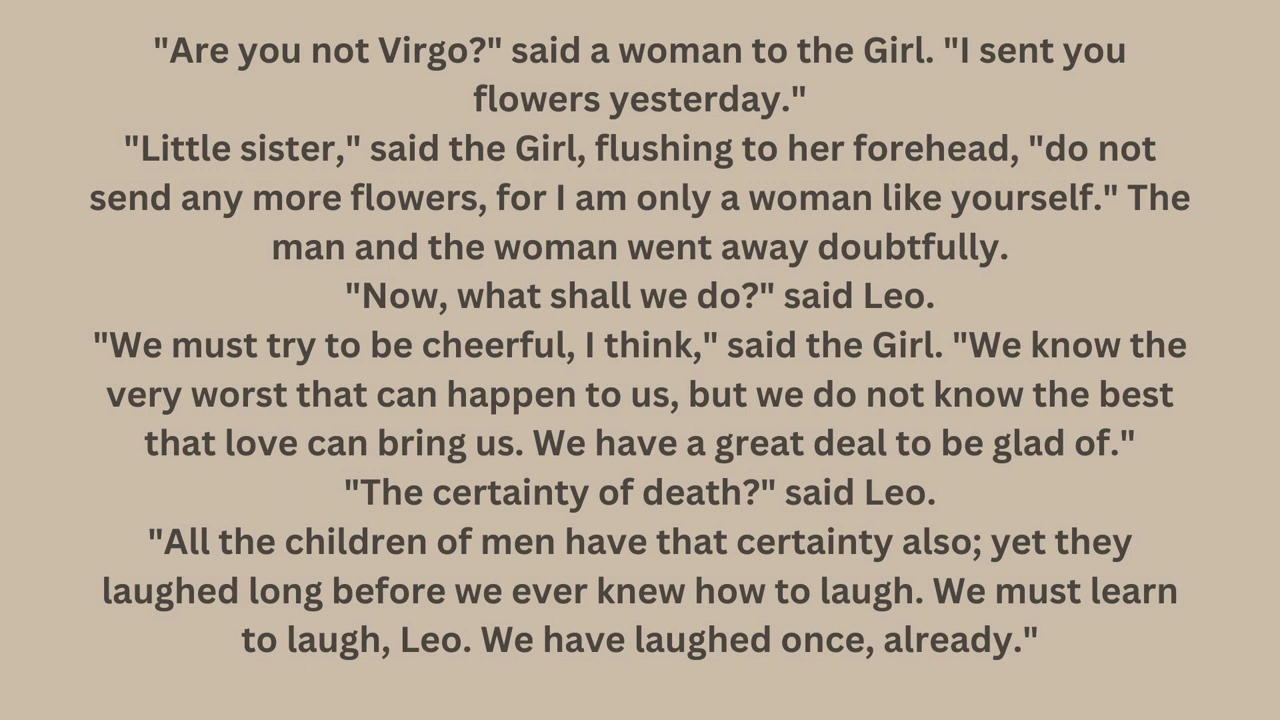 "Are you not Virgo?" said a woman to the Girl. "I sent you
flowers yesterday."
"Little sister," said the Girl, flushing to her forehead, "do not
send any more flowers, for I am only a woman like yourself." The
man and the woman went away doubtfully.
"Now, what shall we do?" said Leo.
"We must try to be cheerful, I think," said the Girl. "We know the
very worst that can happen to us, but we do not know the best
that love can bring us. We have a great deal to be glad of."
"The certainty of death?" said Leo.
"All the children of men have that certainty also; yet they
laughed long before we ever knew how to laugh. We must learn
to laugh, Leo. We have laughed once, already."